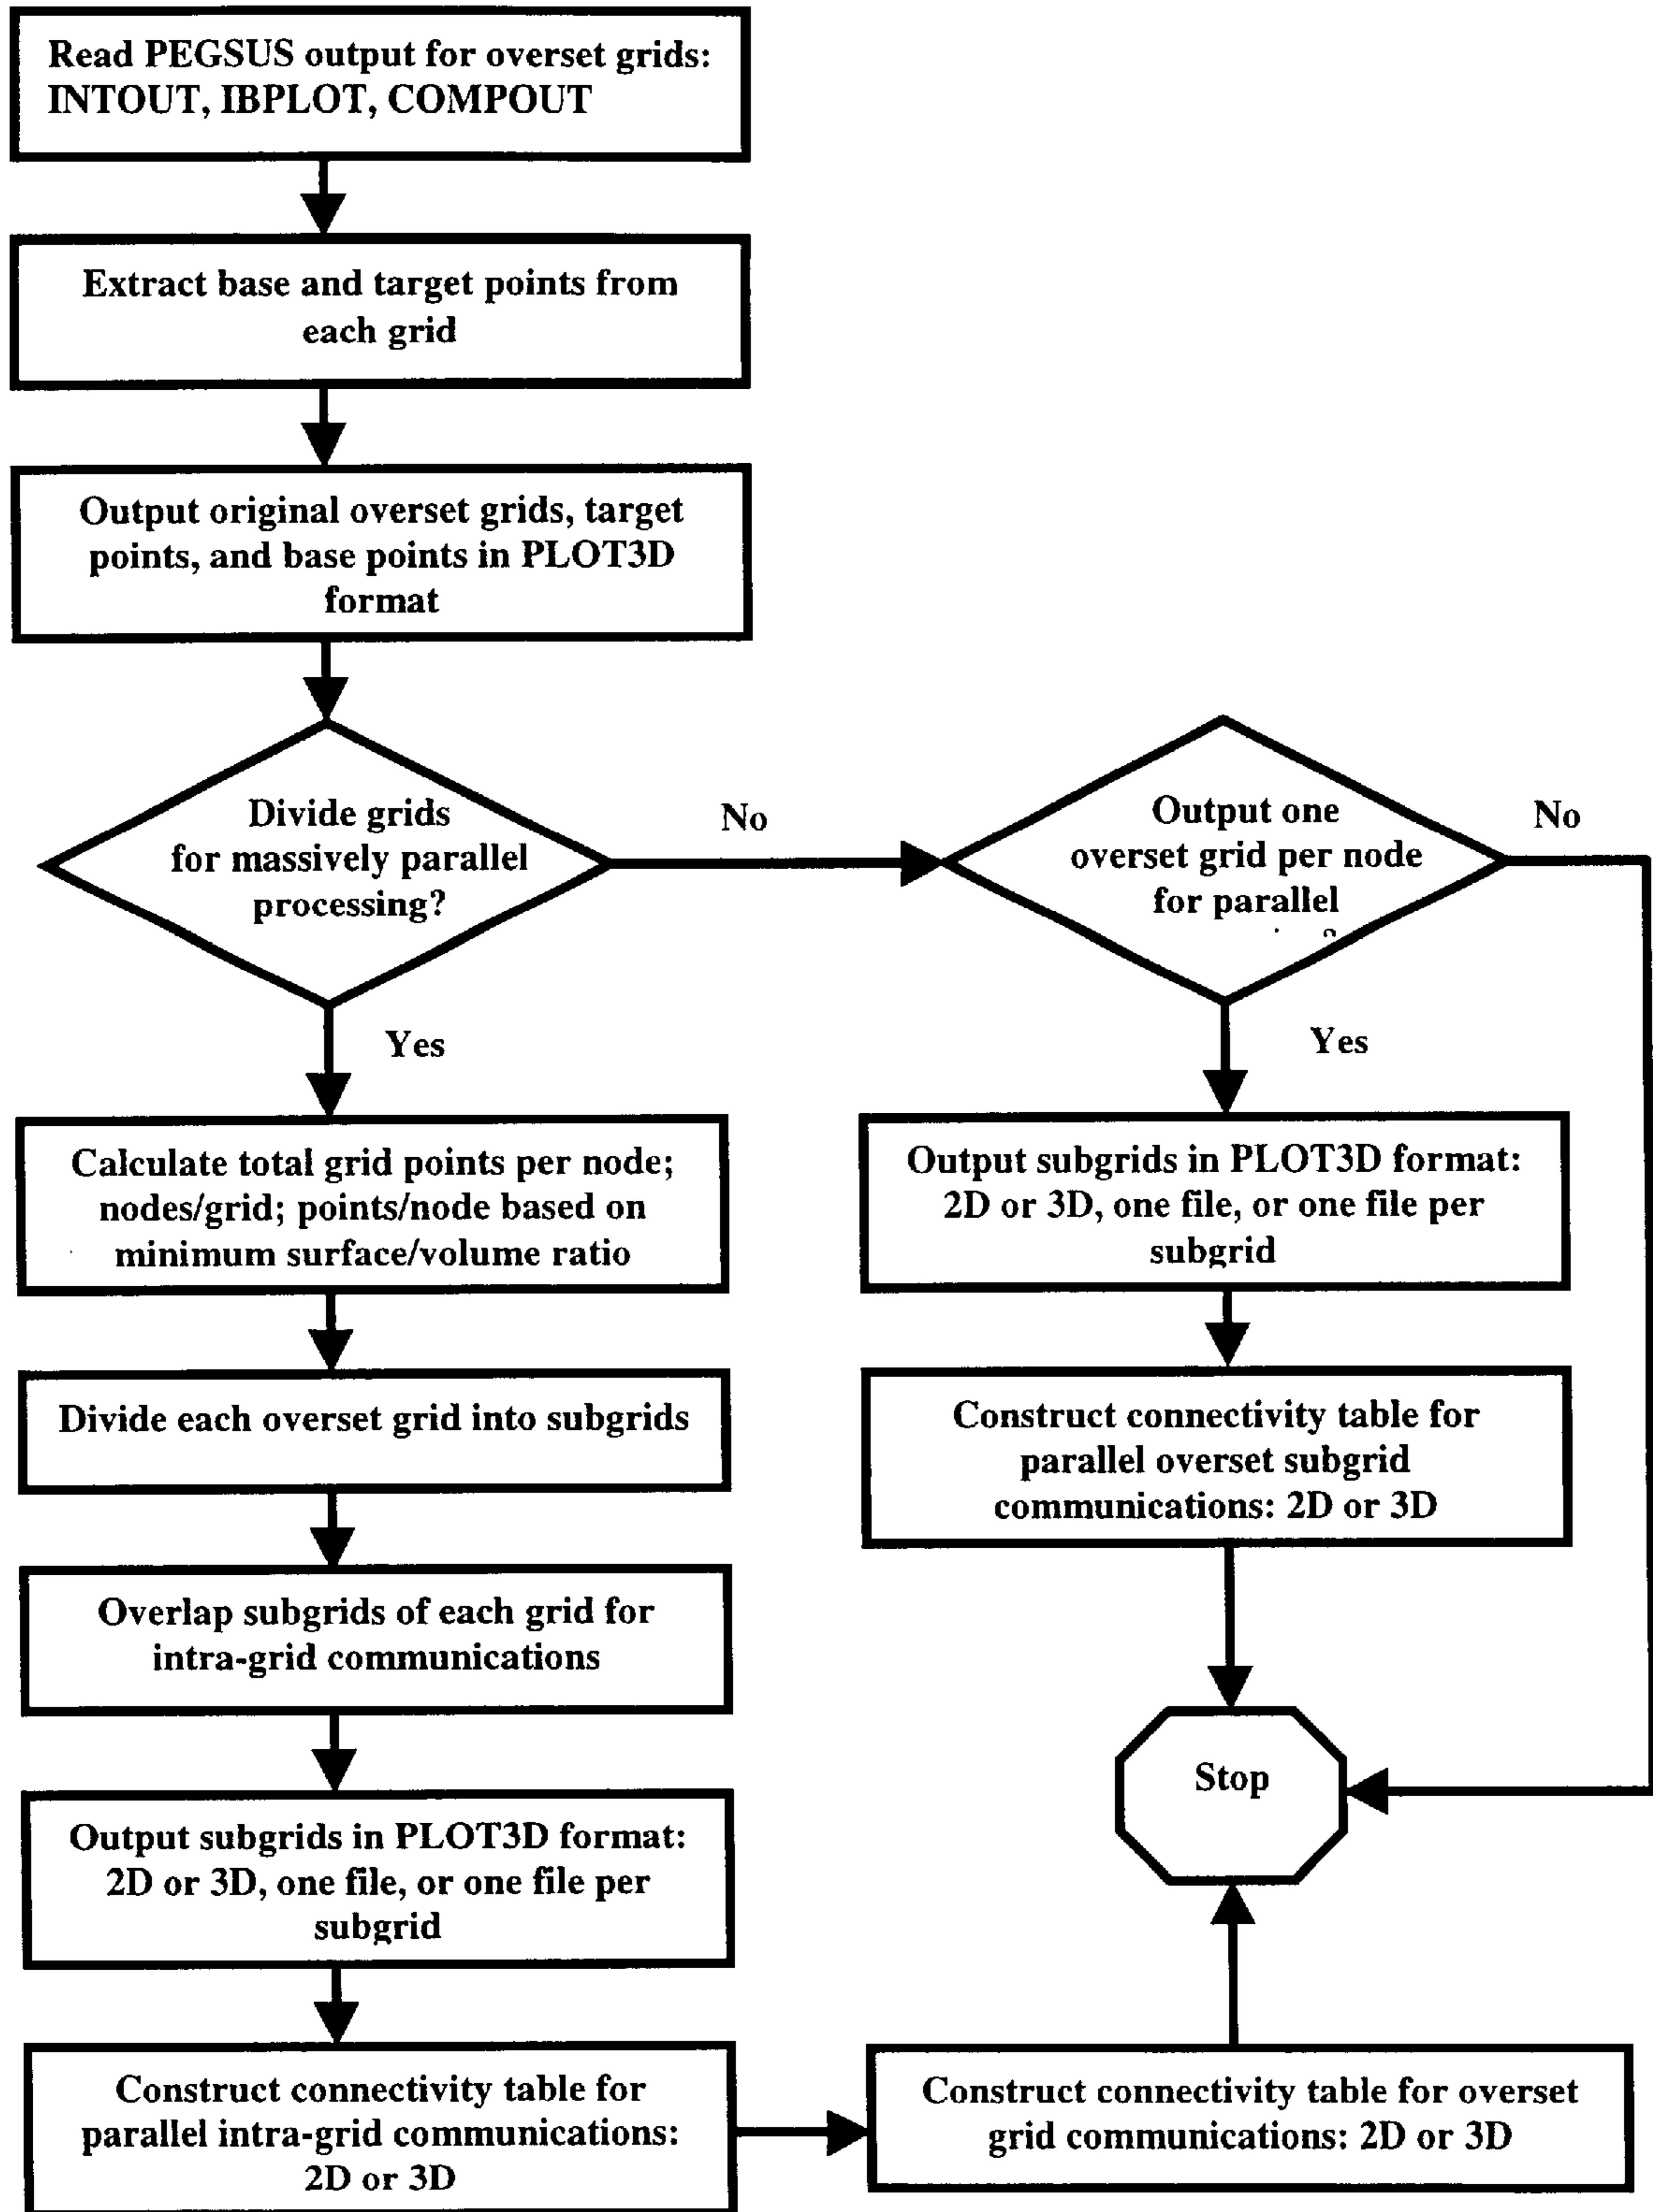 Read PEGSUS output for overset grids:
INTOUT, IBPLOT, COMPOUT
Extract base and target points from
each grid
Output original overset grids, target
points, and base points in PLOT3D
format
Divide grids
for massively parallel
processing?
No
Output one
overset grid per node
for parallel
No
Yes
Yes
Calculate total grid points per node;
nodes/grid; points/node based on
minimum surface/volume ratio
Output subgrids in PLOT3D format:
2D or 3D, one file, or one file per
subgrid
Divide each overset grid into subgrids
Construct connectivity table for
parallel overset subgrid
communications: 2D or 3D
Overlap subgrids of each grid for
intra-grid communications
Stop
Output subgrids in PLOT3D format:
2D or 3D, one file, or one file per
subgrid
Construct connectivity table for
parallel intra-grid communications:
2D or 3D
Construct connectivity table for overset
grid communications: 2D or 3D